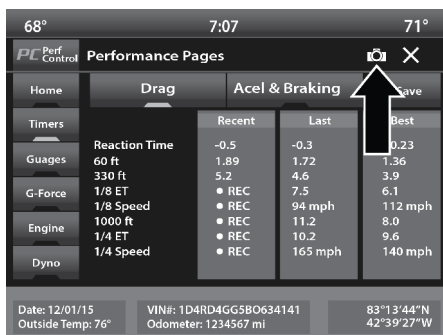 68° 7:07 71°
PC Perf Control Performance Pages
Home Drag Acel & Braking Save
Timers Recent Last Best
Reaction Time -0.5 -0.3 0.23
60 ft 1.89 1.72 1.36
330 ft 5.2 4.6 3.9
Guages
1/8 ET REC 7.5 6.1
G-Force
1/8 Speed REC 94 mph 112 mph
1000 ft REC 11.2 8.0
Engine
1/4 ET REC 10.2 9.6
1/4 Speed REC 165 mph 140 mph
Dyno
Date: 12/01/15 VIN#: 1D4RD4GG5BO634141 83°13'44"N
Outside Temp: 76° Odometer: 1234567 mi 42°39'27"W